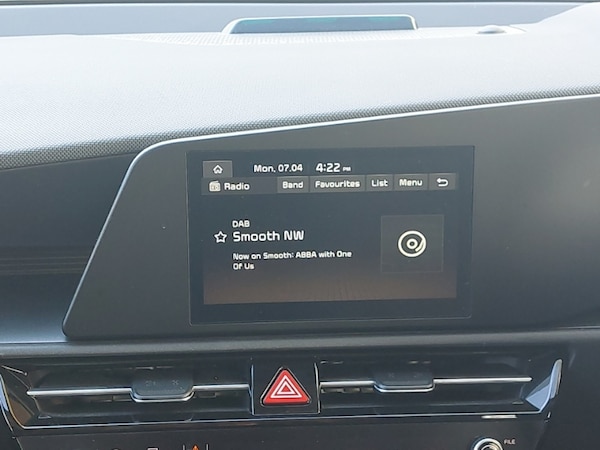 Mon. 07.04 4:22 PM
Radio Band Favourites List Menu
DAB
Smooth NW
Now on Smooth: ABBA with One
Of Us
FILE